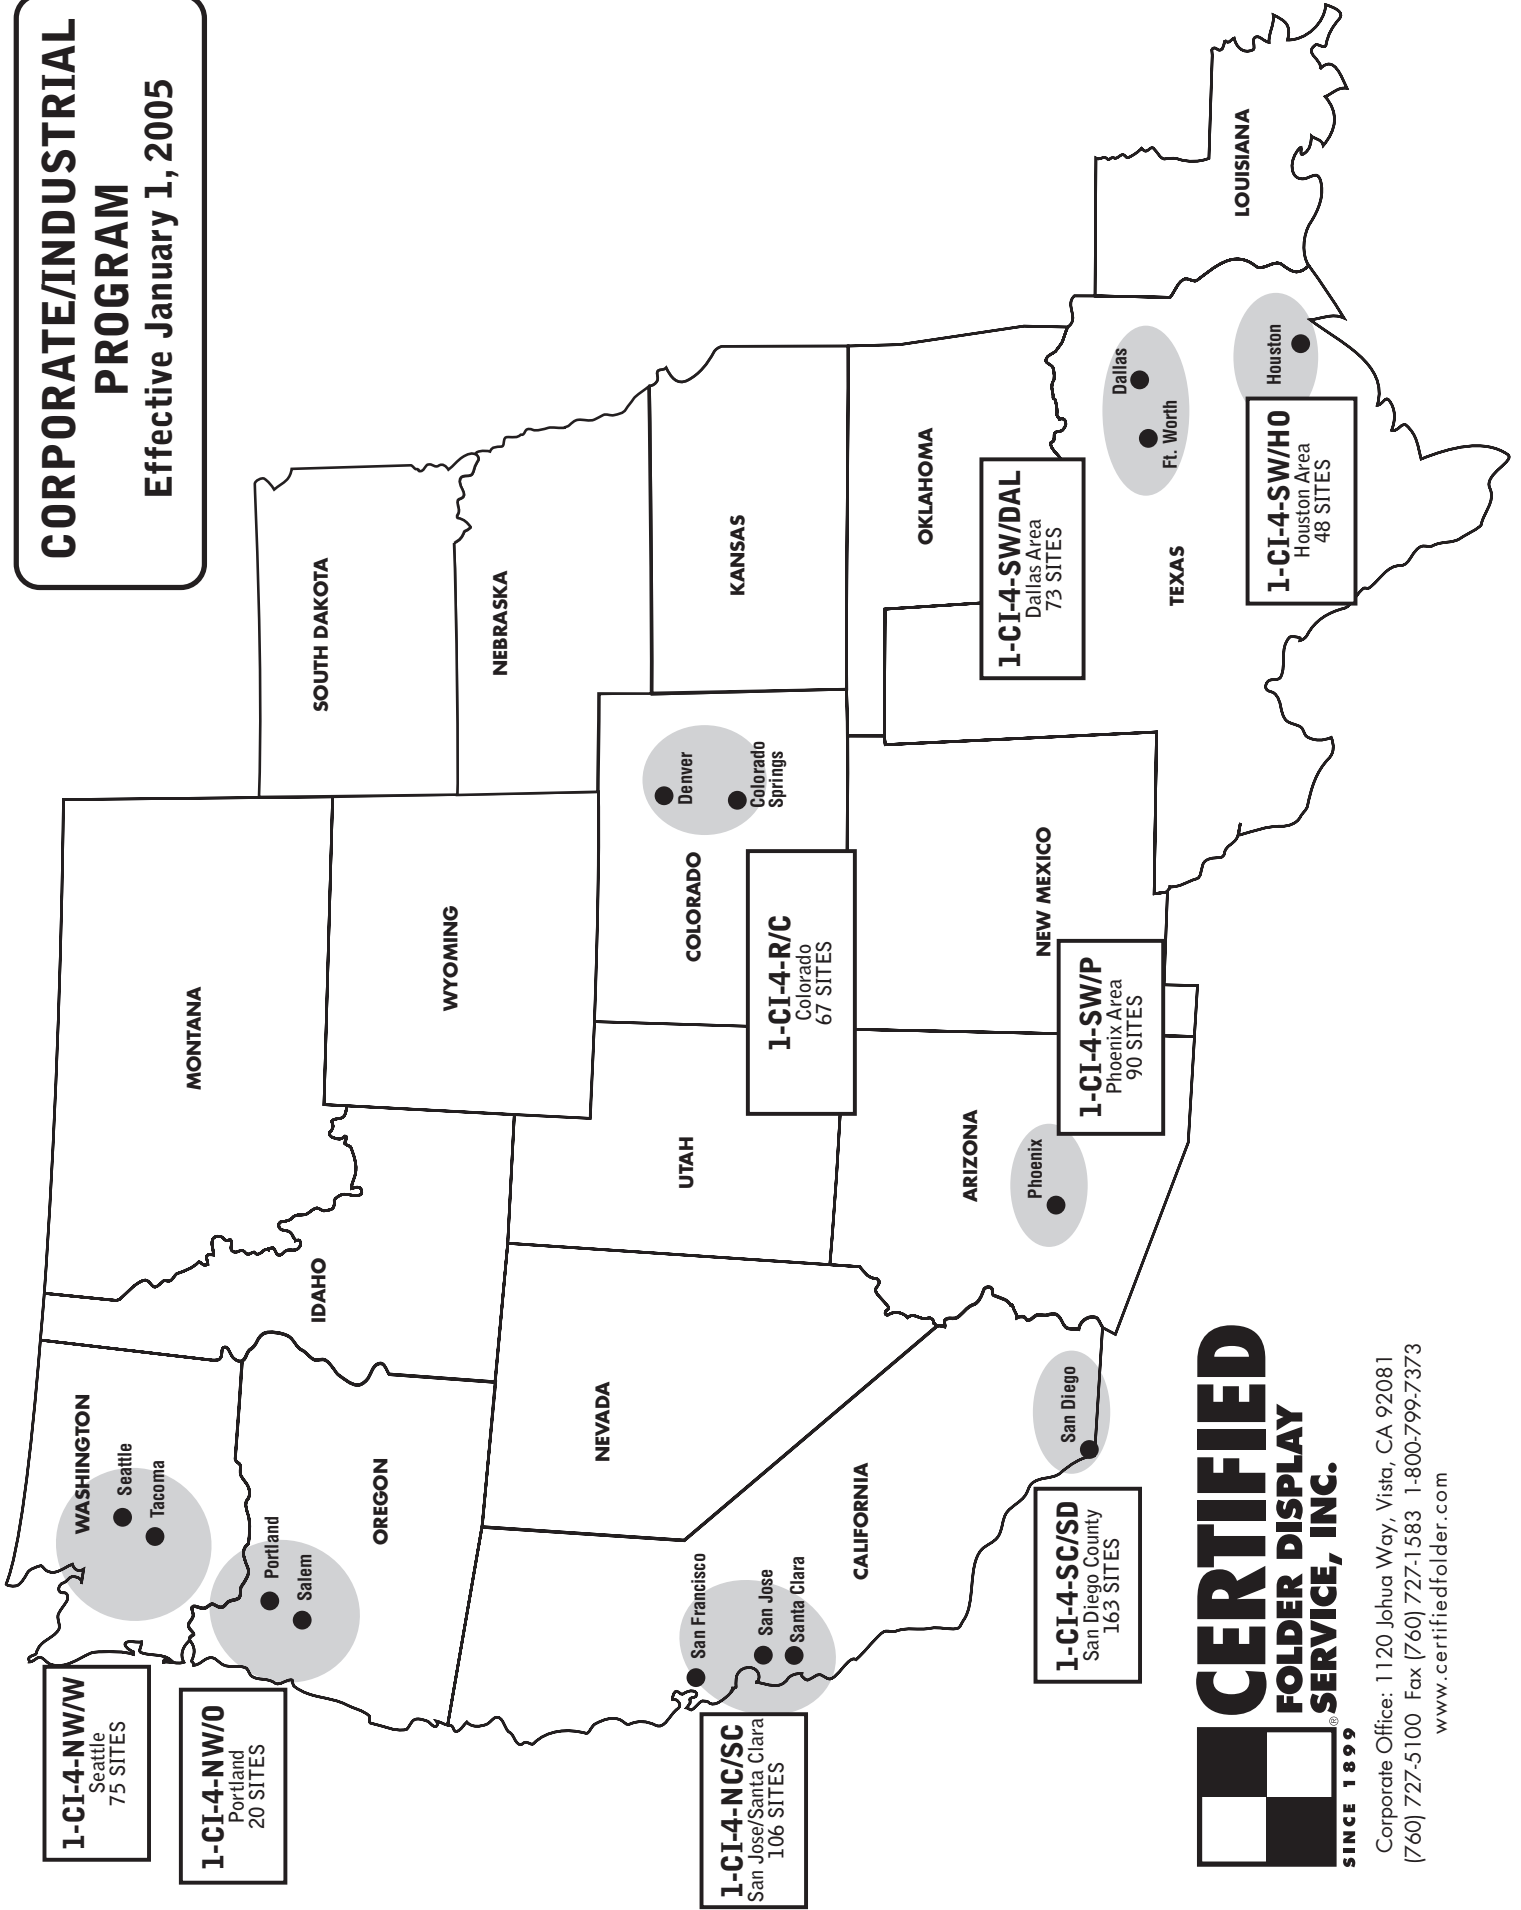 CORPORATE/INDUSTRIAL
PROGRAM
Effective January 1, 2005
1-CI-4-NW/W
Seattle
75 SITES
WASHINGTON
Seattle
Tacoma
1-CI-4-NW/O
Portland
20 SITES
Portland
Salem
OREGON
IDAHO
MONTANA
SOUTH DAKOTA
WYOMING
NEBRASKA
NEVADA
UTAH
COLORADO
Denver
Colorado
Springs
KANSAS
1-CI-4-R/C
Colorado
67 SITES
1-CI-4-NC/SC
San Jose/Santa Clara
106 SITES
San Francisco
San Jose
Santa Clara
CALIFORNIA
ARIZONA
Phoenix
NEW MEXICO
OKLAHOMA
1-CI-4-SW/DAL
Dallas Area
73 SITES
1-CI-4-SC/SD
San Diego County
163 SITES
San Diego
1-CI-4-SW/P
Phoenix Area
90 SITES
TEXAS
Dallas
Ft. Worth
LOUISIANA
Houston
1-CI-4-SW/HO
Houston Area
48 SITES
CERTIFIED
FOLDER DISPLAY
SERVICE, INC.
®
SINCE 1899
Corporate Office: 1120 Johua Way, Vista, CA 92081
(760) 727-5100 Fax (760) 727-1583 1-800-799-7373
www.certifiedfolder.com